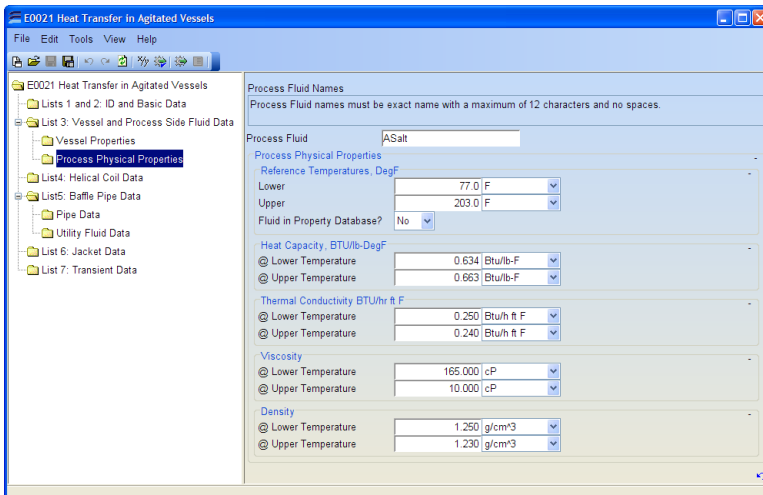 E0021 Heat Transfer in Agitated Vessels
File Edit Tools View Help
E0021 Heat Transfer in Agitated Vessels
Lists 1 and 2: ID and Basic Data
List 3: Vessel and Process Side Fluid Data
Vessel Properties
Process Physical Properties
List4: Helical Coil Data
List5: Baffle Pipe Data
Pipe Data
Utility Fluid Data
List 6: Jacket Data
List 7: Transient Data
Process Fluid Names
Process Fluid names must be exact name with a maximum of 12 characters and no spaces.
Process Fluid ASalt
Process Physical Properties
Reference Temperatures, DegF
Lower 77.0 F
Upper 203.0 F
Fluid in Property Database? No
Heat Capacity, BTU/lb-DegF
@ Lower Temperature 0.634 Btu/lb-F
@ Upper Temperature 0.663 Btu/lb-F
Thermal Conductivity BTU/hr ft F
@ Lower Temperature 0.250 Btu/h ft F
@ Upper Temperature 0.240 Btu/h ft F
Viscosity
@ Lower Temperature 165.000 cP
@ Upper Temperature 10.000 cP
Density
@ Lower Temperature 1.250 g/cm^3
@ Upper Temperature 1.230 g/cm^3